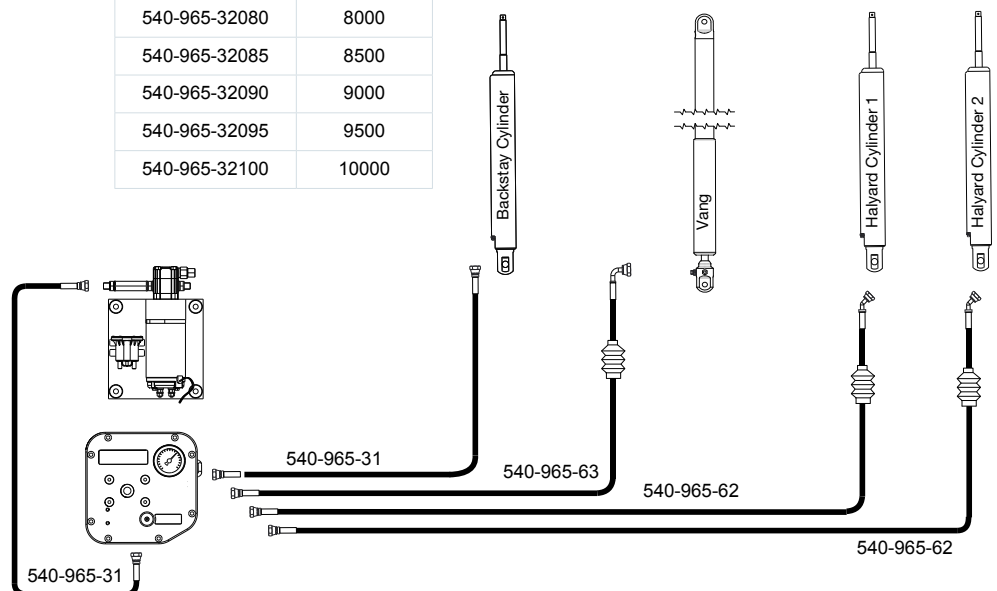 540-965-32080 8000
540-965-32085 8500
540-965-32090 9000
540-965-32095 9500
540-965-32100 10000
Backstay Cylinder
Vang
Halyard Cylinder 1
Halyard Cylinder 2
540-965-31
540-965-63
540-965-62
540-965-62
540-965-31